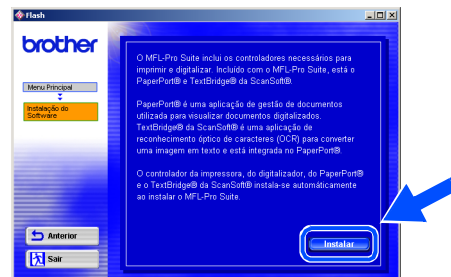 Flash
brother
Menu Principal
Instalação do
Software
O MFL-Pro Suite inclui os controladores necessários para
imprimir e digitalizar. Incluído com o MFL-Pro Suite, está o
PaperPort® e TextBridge® da ScanSoft®.
PaperPort® é uma aplicação de gestão de documentos
utilizada para visualizar documentos digitalizados.
TextBridge® da ScanSoft® é uma aplicação de
reconhecimento óptico de caracteres (OCR) para converter
uma imagem em texto e está integrada no PaperPort®.
O controlador da impressora, do digitalizador, do PaperPort®
e o TextBridge® da ScanSoft® instala-se automáticamente
ao instalar o MFL-Pro Suite.
Anterior
Sair
Instalar